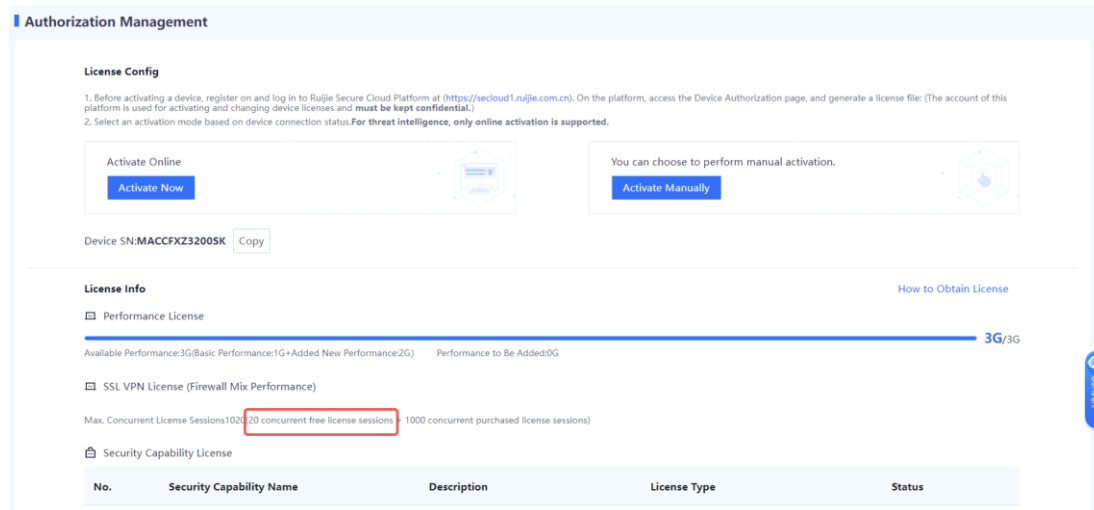 Authorization Management
License Config
1. Before activating a device, register on and log in to Ruijie Secure Cloud Platform at (https://secloud1.ruijie.com.cn). On the platform, access the Device Authorization page, and generate a license file: (The account of this
platform is used for activating and changing device licenses and must be kept confidential.)
2. Select an activation mode based on device connection status.For threat intelligence, only online activation is supported.
Activate Online
Activate Now
You can choose to perform manual activation.
Activate Manually
Device SN:MACCFXZ3200SK Copy
License Info
How to Obtain License
Performance License
3G/3G
Available Performance:3G(Basic Performance:1G+Added New Performance:2G) Performance to Be Added:0G
SSL VPN License (Firewall Mix Performance)
Max. Concurrent License Sessions1020(20 concurrent free license sessions + 1000 concurrent purchased license sessions)
Security Capability License
No. Security Capability Name Description License Type Status